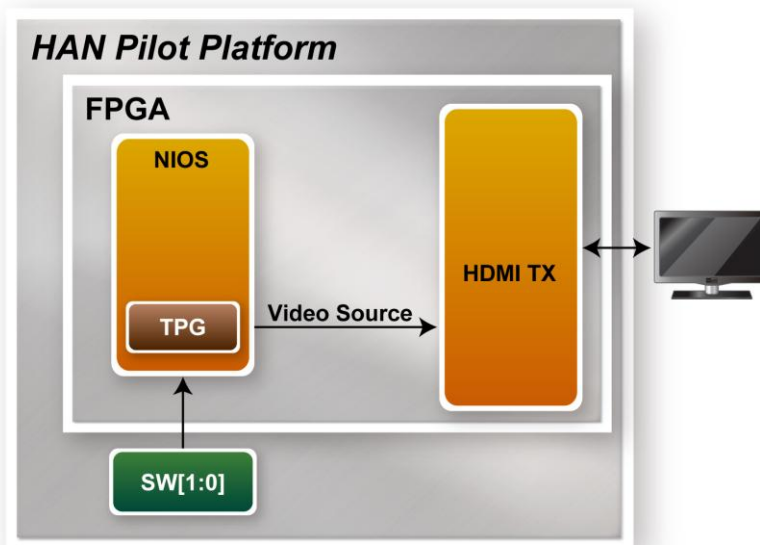 HAN Pilot Platform
FPGA
NIOS
TPG
Video Source
HDMI TX
SW[1:0]